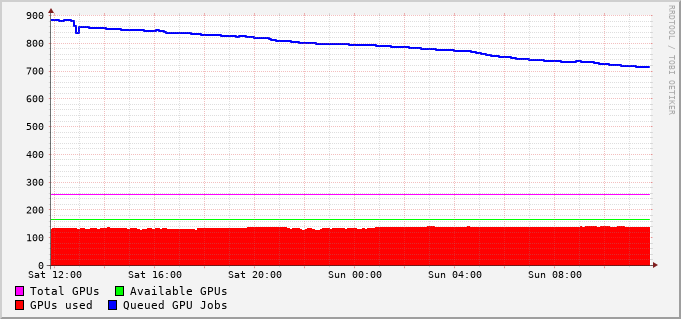 900
800
700
600
500
400
300
200
100
0
Sat 12:00 Sat 16:00 Sat 20:00 Sun 00:00 Sun 04:00 Sun 08:00
Total GPUs Available GPUs
GPUs used Queued GPU Jobs
RRDTOOL / TOBI OETIKER